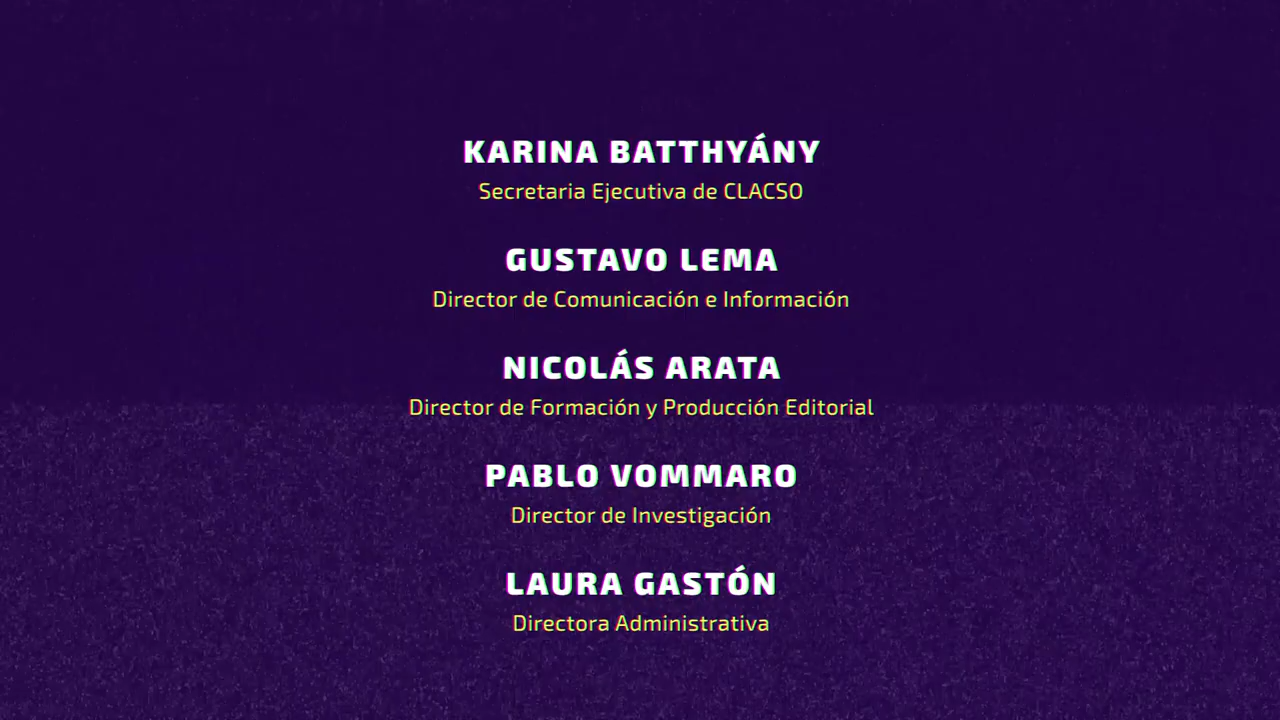 KARINA BATTHYÁNY
Secretaria Ejecutiva de CLACSO
GUSTAVO LEMA
Director de Comunicación e Información
NICOLÁS ARATA
Director de Formación y Producción Editorial
PABLO VOMMARO
Director de Investigación
LAURA GASTÓN
Directora Administrativa